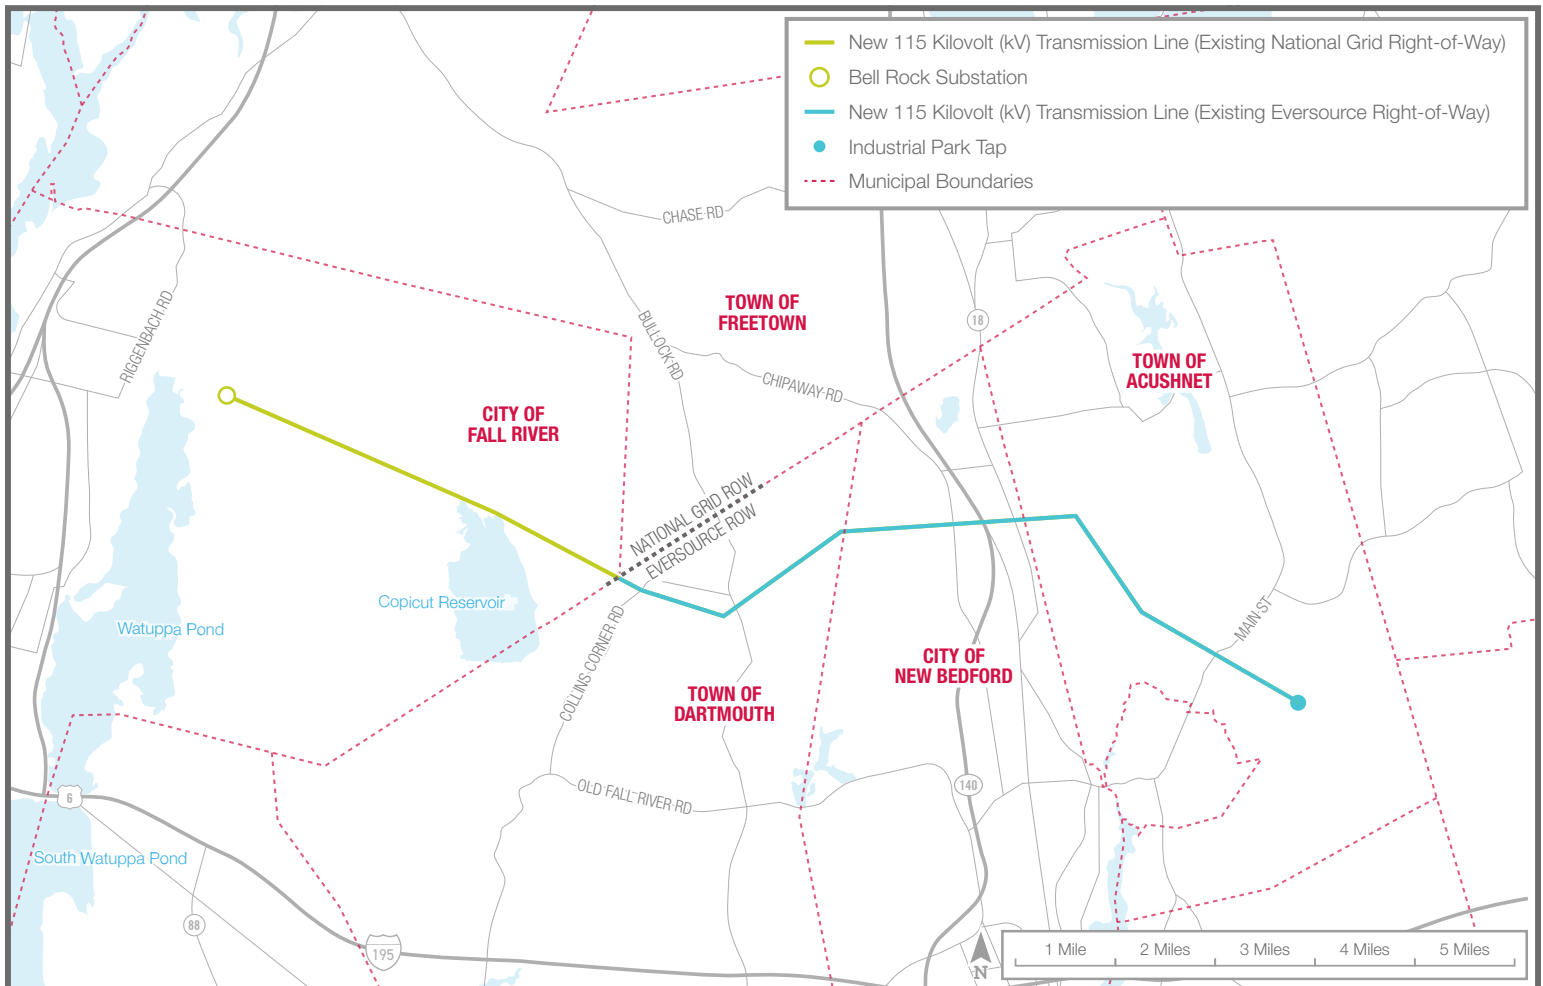 New 115 Kilovolt (kV) Transmission Line (Existing National Grid Right-of-Way)
Bell Rock Substation
New 115 Kilovolt (kV) Transmission Line (Existing Eversource Right-of-Way)
Industrial Park Tap
Municipal Boundaries
CHASE RD
RIGGENBACH RD
BULLOCK RD
TOWN OF
FREETOWN
18
TOWN OF
ACUSHNET
CHIPAWAY RD
CITY OF
FALL RIVER
NATIONAL GRID ROW
EVERSOURCE ROW
Copicut Reservoir
Watuppa Pond
COLLINS CORNER RD
MAIN ST
CITY OF
NEW BEDFORD
TOWN OF
DARTMOUTH
OLD FALL RIVER RD
140
6
South Watuppa Pond
88
195
N
1 Mile
2 Miles
3 Miles
4 Miles
5 Miles